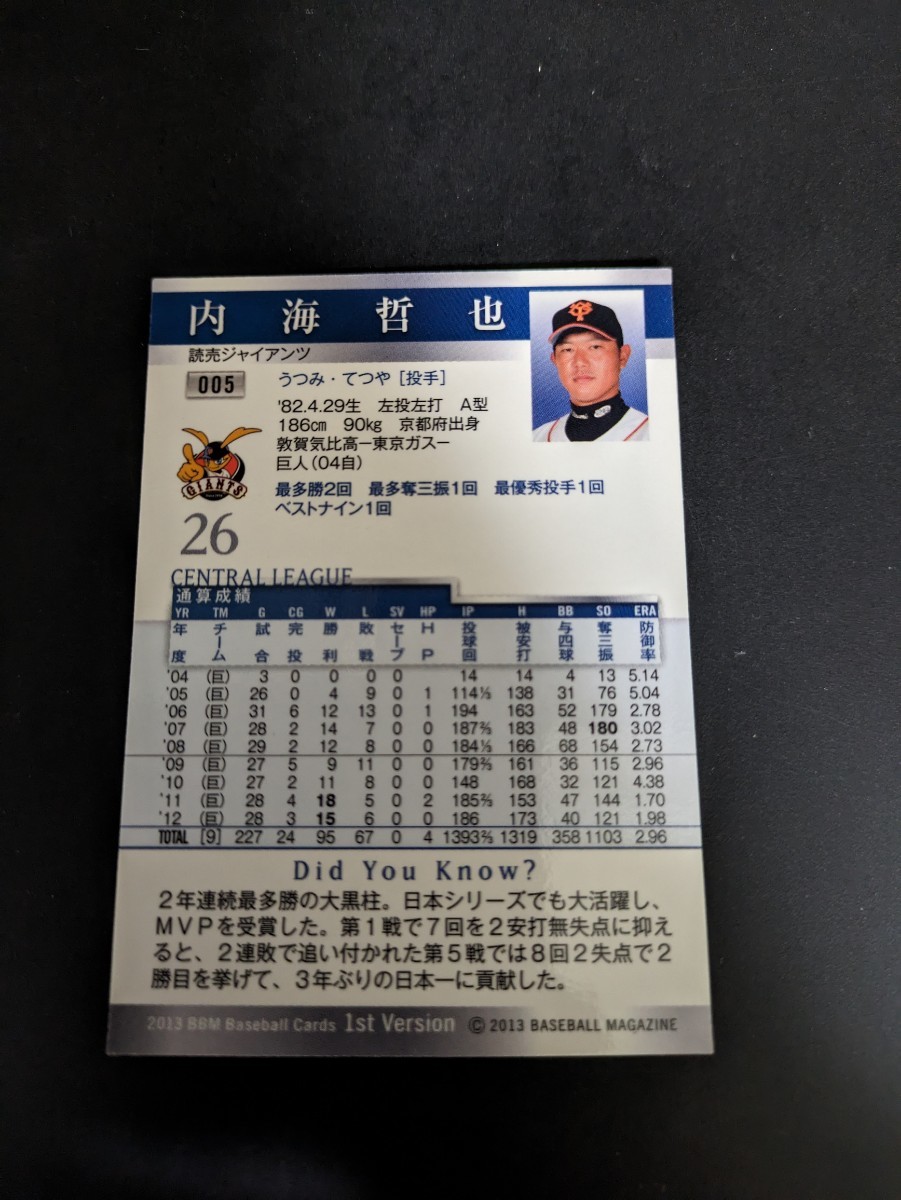 内海哲也
読売ジャイアンツ
005
うつみ・てつや [投手]
'82.4.29生 左投左打 A型
186㎝ 90kg 京都府出身
敦賀気比高ー東京ガスー
巨人(04自)
最多勝2回 最多奪三振1回 最優秀投手1回
ベストナイン1回
GIANTS
26
CENTRAL LEAGUE
通算成績
YR TM G CG W L SV HP IP H BB SO ERA
年度 チーム 試合 完投 勝利 敗戦 セーブ HP 投球回 被安打 与四球 奪三振 防御率
'04 (巨) 3 0 0 0 0 14 14 4 13 5.14
'05 (巨) 26 0 4 9 0 1 114⅓ 138 31 76 5.04
'06 (巨) 31 6 12 13 0 1 194 163 52 179 2.78
'07 (巨) 28 2 14 7 0 0 187⅔ 183 48 180 3.02
'08 (巨) 29 2 12 8 0 0 184⅓ 166 68 154 2.73
'09 (巨) 27 5 9 11 0 0 179⅔ 161 36 115 2.96
'10 (巨) 27 2 11 8 0 0 148 168 32 121 4.38
'11 (巨) 28 4 18 5 0 2 185⅔ 153 47 144 1.70
'12 (巨) 28 3 15 6 0 0 186 173 40 121 1.98
TOTAL [9] 227 24 95 67 0 4 1393⅔ 1319 358 1103 2.96
Did You Know?
2年連続最多勝の大黒柱。日本シリーズでも大活躍し、
MVPを受賞した。第1戦で7回を2安打無失点に抑え
ると、2連敗で追い付かれた第5戦では8回2失点で2
勝目を挙げて、3年ぶりの日本一に貢献した。
2013 BBM Baseball Cards 1st Version © 2013 BASEBALL MAGAZINE